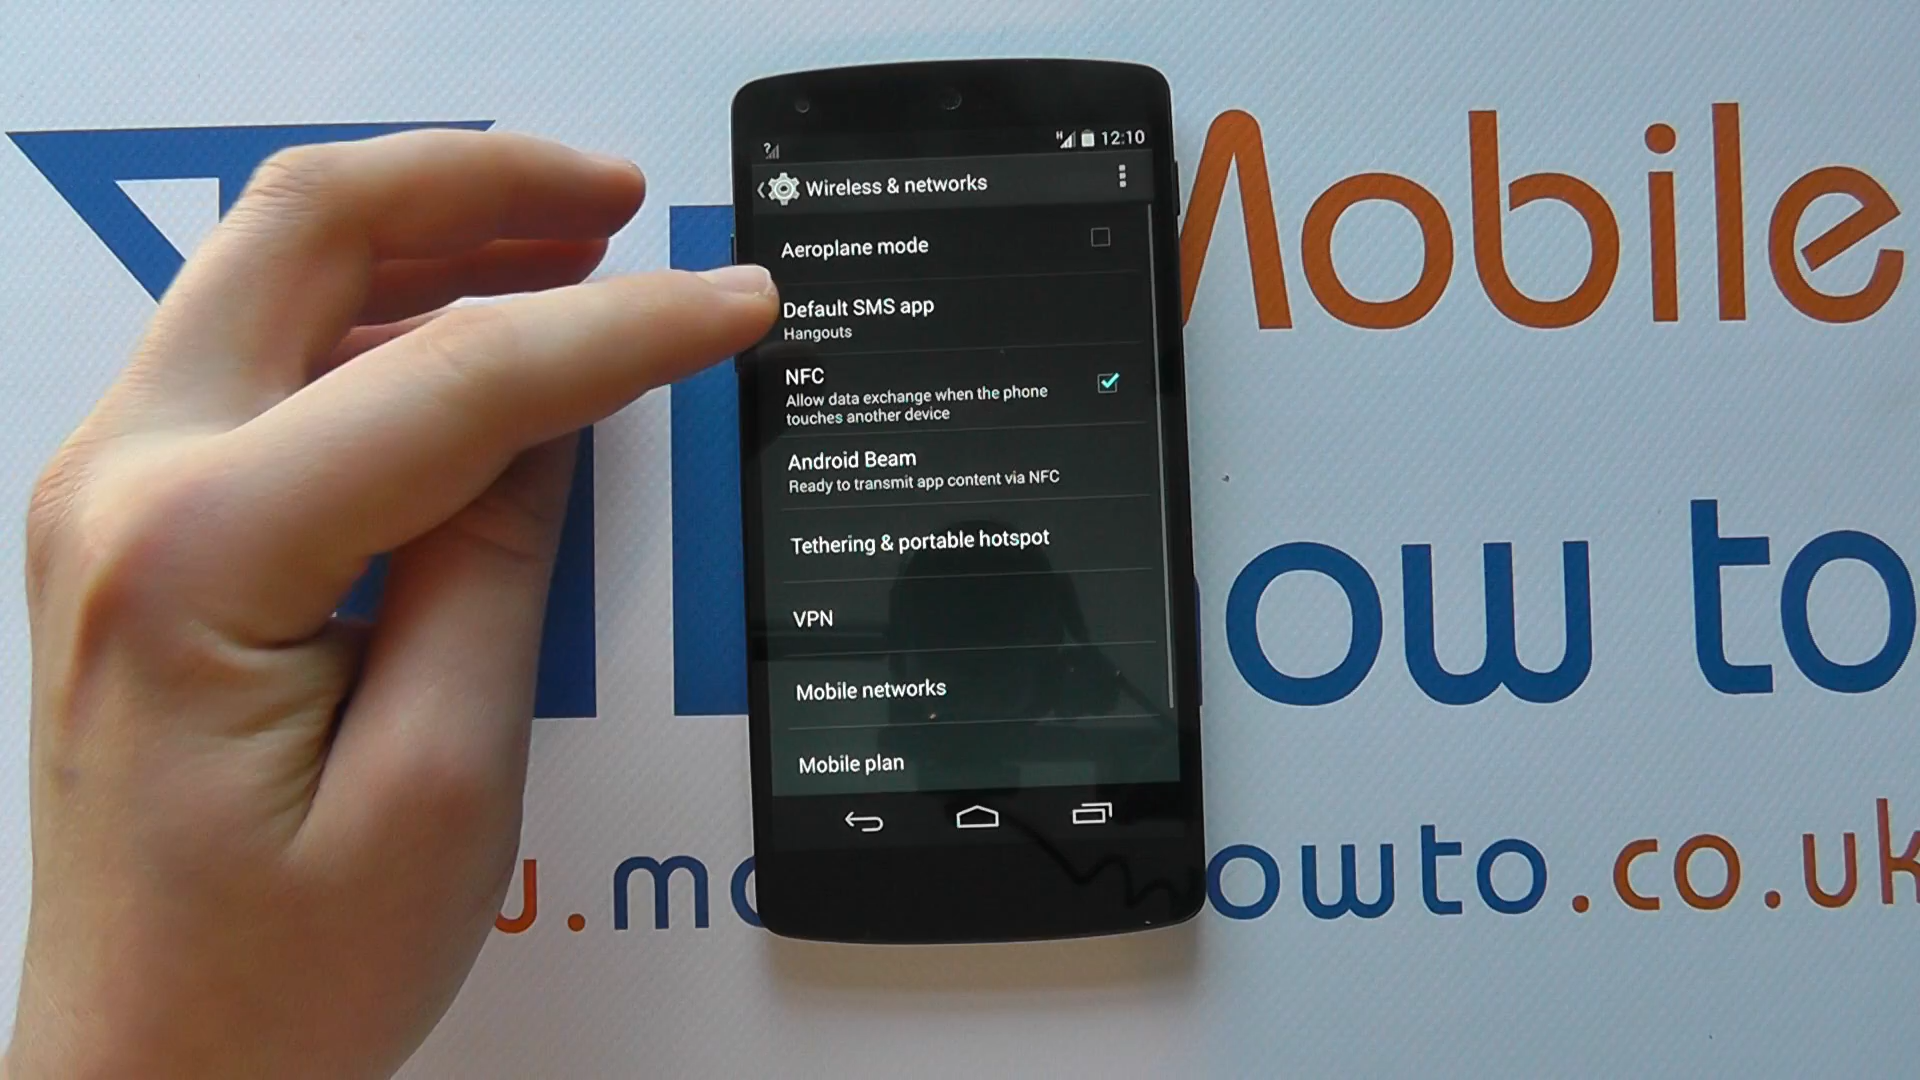 Mobile
how to
.co.uk
12:10
Wireless & networks
Aeroplane mode
Default SMS app
Hangouts
NFC
Allow data exchange when the phone
touches another device
Android Beam
Ready to transmit app content via NFC
Tethering & portable hotspot
VPN
Mobile networks
Mobile plan